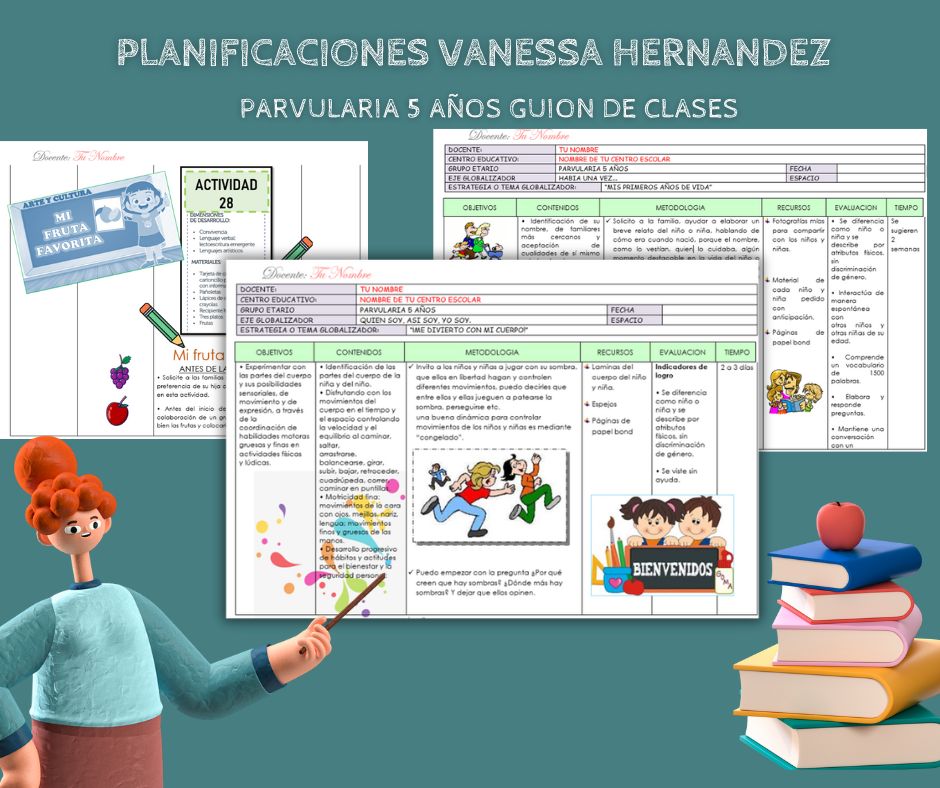 PLANIFICACIONES VANESSA HERNANDEZ
PARVULARIA 5 AÑOS GUION DE CLASES
Docente: Tu Nombre
ARTE Y CULTURA
MI
FRUTA
FAVORITA
ACTIVIDAD
28
DIMENSIONES
DE DESARROLLO:
• Convivencia
• Lenguaje verbal:
lectoescritura emergente
• Lenguajes artísticos
MATERIALES:
• Tarjeta de c
cartoncillo
con inform
• Pañoletas
• Lápices de
crayolas
• Recipiente
• Tres platos
• Frutas
Mi fruta
ANTES DE LA
• Solicite a las familias
preferencia de su hija
en esta actividad.
• Antes del inicio de
colaboración de un gr
bien las frutas y colocar
Docente: Tu Nombre
DOCENTE: TU NOMBRE
CENTRO EDUCATIVO: NOMBRE DE TU CENTRO ESCOLAR
GRUPO ETARIO PARVULARIA 5 AÑOS FECHA
EJE GLOBALIZADOR HABIA UNA VEZ... ESPACIO
ESTRATEGIA O TEMA GLOBALIZADOR: "MIS PRIMEROS AÑOS DE VIDA"
OBJETIVOS CONTENIDOS METODOLOGIA RECURSOS EVALUACION TIEMPO
• Identificación de su
nombre, de familiares
más cercanos y
aceptación de
cualidades de sí mismo
✓ Solicito a la familia, ayudar a elaborar un
breve relato del niño o niña, hablando de
cómo era cuando nació, porque el nombre,
como lo vestían, quien lo cuidaba, algún
momento destacable en la vida del niño o
Fotografías mías
para compartir
con los niños y
niñas.
Material de
cada niño y
niña pedido
con
anticipación.
Páginas de
papel bond
• Se diferencia
como niño o
niña y se
describe por
atributos físicos,
sin
discriminación
de género.
• Interactúa de
manera
espontánea
con
otras niñas y
otros niños de su
edad.
• Comprende
un vocabulario
de 1500
palabras.
• Elabora y
responde
preguntas.
• Mantiene una
conversación
con un
Se
sugieren
2
semanas
Docente: Tu Nombre
DOCENTE: TU NOMBRE
CENTRO EDUCATIVO: NOMBRE DE TU CENTRO ESCOLAR
GRUPO ETARIO PARVULARIA 5 AÑOS FECHA
EJE GLOBALIZADOR QUIEN SOY, ASI SOY, YO SOY. ESPACIO
ESTRATEGIA O TEMA GLOBALIZADOR: "¡ME DIVIERTO CON MI CUERPO!"
OBJETIVOS CONTENIDOS METODOLOGIA RECURSOS EVALUACION TIEMPO
• Experimentar con
las partes del cuerpo
y sus posibilidades
sensoriales, de
movimiento y de
expresión, a través
de la
coordinación de
habilidades motoras
gruesas y finas en
actividades físicas
y lúdicas.
• Identificación de las
partes del cuerpo de la
niña y del niño.
• Disfrutando con los
movimientos del
cuerpo en el tiempo y
el espacio controlando
la velocidad y el
equilibrio al caminar,
saltar,
arrastrarse,
balancearse, girar,
subir, bajar, retroceder,
cuadrúpeda, correr,
caminar en puntillas.
• Motricidad fina:
movimientos de la cara
con ojos, mejillas, nariz,
lengua; movimientos
finos y gruesos de las
manos.
• Desarrollo progresivo
de hábitos y actitudes
para el bienestar y la
seguridad personal
✓ Invito a las niñas y niños a jugar con su sombra,
que ellos en libertad hagan y controlen
diferentes movimientos, puedo decirles que
entre ellos y ellas jueguen a patearse la
sombra, perseguirse etc.
una buena dinámica para controlar
movimientos de los niños y niñas es mediante
"congelado".
✓ Puedo empezar con la pregunta ¿Por qué
creen que hay sombras? ¿Dónde más hay
sombras? Y dejar que ellos opinen.
Laminas del
cuerpo del niño
y niña.
Espejos
Páginas de
papel bond
Indicadores de
logro
• Se diferencia
como niño o
niña y se
describe por
atributos
físicos, sin
discriminación
de género.
• Se viste sin
ayuda.
2 a 3 días
BIENVENIDOS